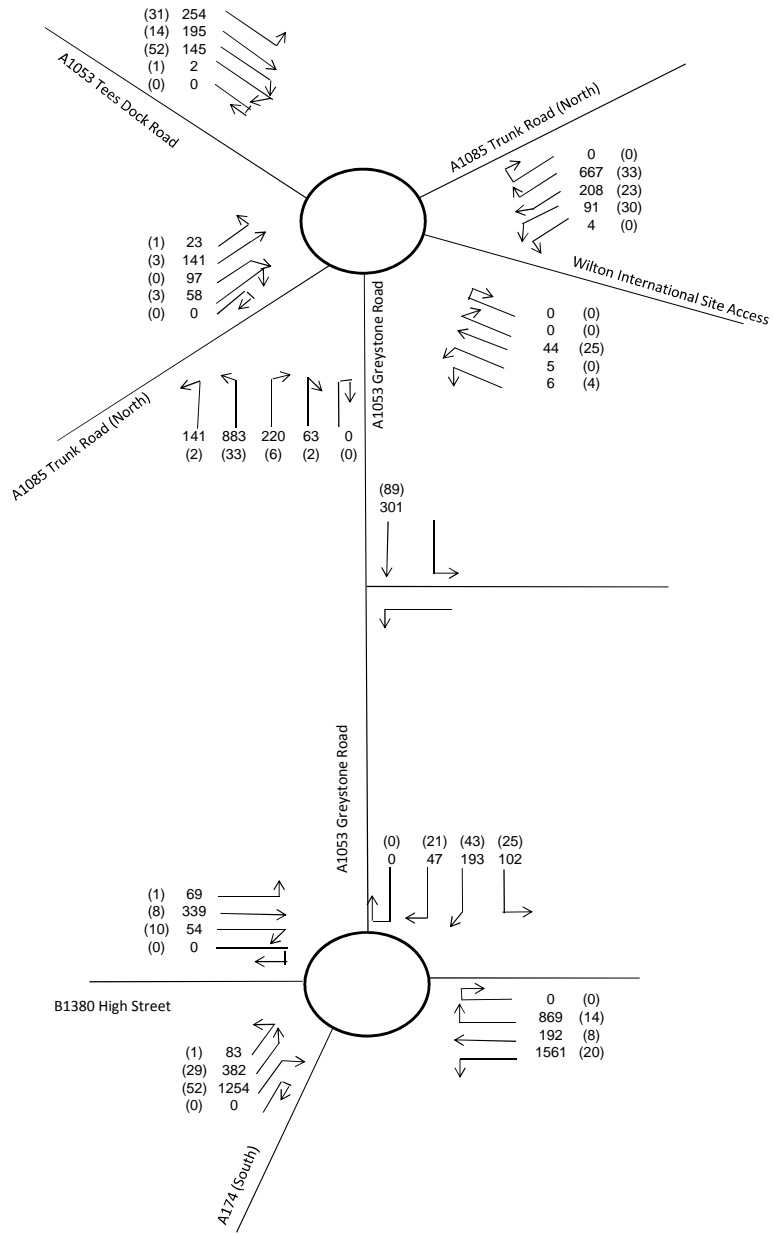 (31) 254
(14) 195
(52) 145
(1) 2
(0) 0
A1053 Tees Dock Road
A1085 Trunk Road (North)
0 (0)
667 (33)
208 (23)
91 (30)
4 (0)
(1) 23
(3) 141
(0) 97
(3) 58
(0) 0
Wilton International Site Access
0 (0)
0 (0)
44 (25)
5 (0)
6 (4)
A1085 Trunk Road (North)
A1053 Greystone Road
141 883 220 63 0
(2) (33) (6) (2) (0)
(89)
301
A1053 Greystone Road
(0) (21) (43) (25)
0 47 193 102
(1) 69
(8) 339
(10) 54
(0) 0
B1380 High Street
0 (0)
869 (14)
192 (8)
1561 (20)
(1) 83
(29) 382
(52) 1254
(0) 0
A174 (South)